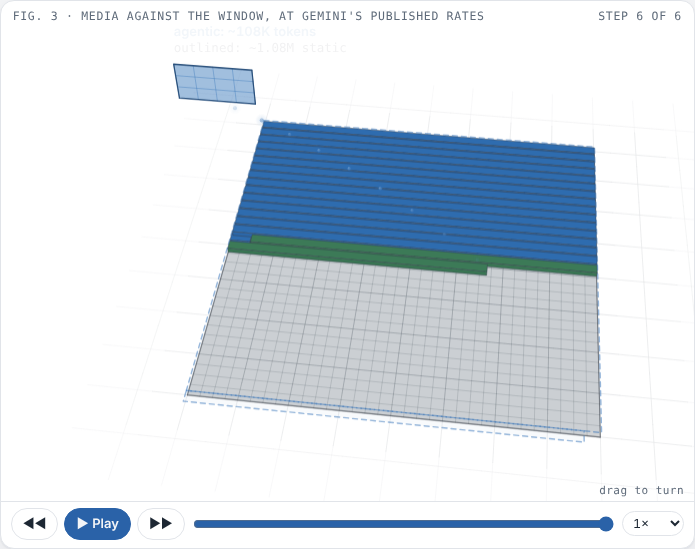 FIG. 3 · MEDIA AGAINST THE WINDOW, AT GEMINI'S PUBLISHED RATES
STEP 6 OF 6
agentic: ~108K tokens
outlined: ~1.08M static
drag to turn
Play
1×